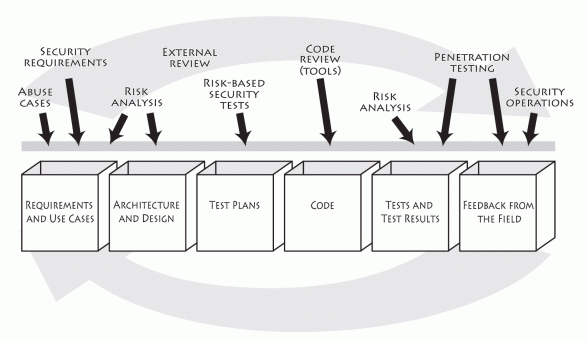 Security
requirements
External
review
Code
review
(tools)
Penetration
testing
Abuse
cases
Risk
analysis
Risk-based
security
tests
Risk
analysis
Security
operations
Requirements
and Use Cases
Architecture
and Design
Test Plans
Code
Tests and
Test Results
Feedback from
the Field